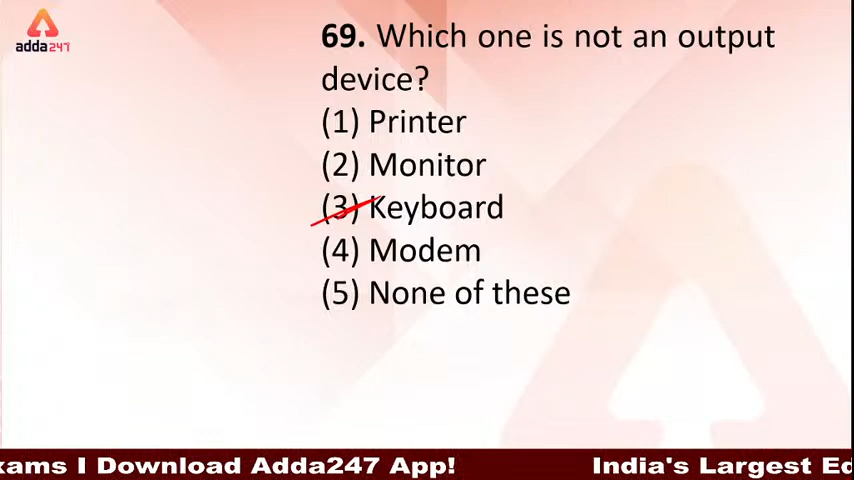 adda247
69. Which one is not an output
device?
(1) Printer
(2) Monitor
(3) Keyboard
(4) Modem
(5) None of these
xams I Download Adda247 App! India's Largest Ed